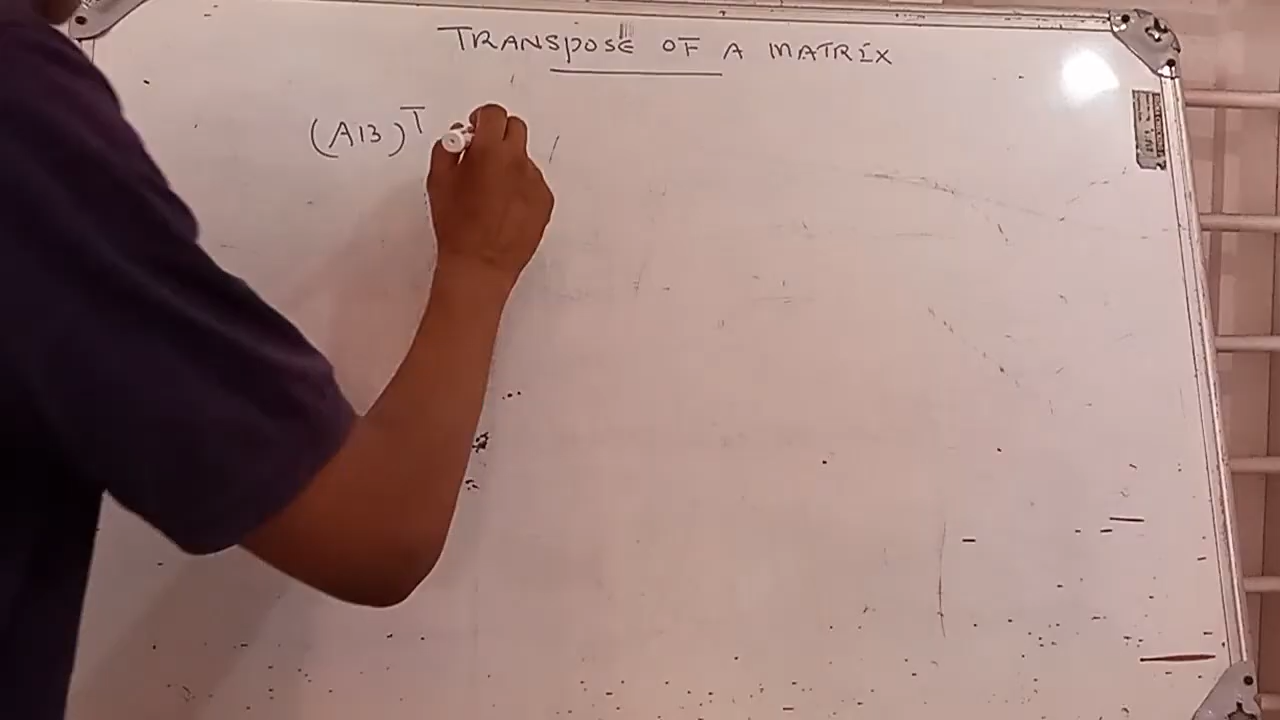 TRANSPOSE OF A MATRIX
(AB)ᵀ